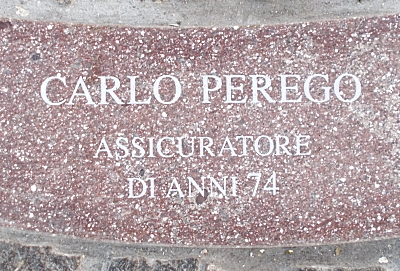 CARLO PEREGO
ASSICURATORE
DI ANNI 74